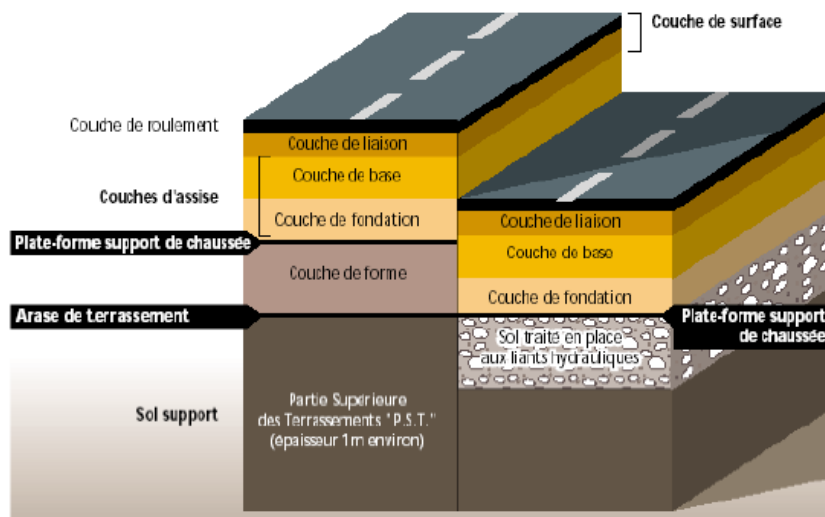 Couche de surface
Couche de roulement
Couche de liaison
Couche de base
Couches d'assise
Couche de fondation
Plate-forme support de chaussée
Couche de forme
Arase de terrassement
Couche de liaison
Couche de base
Couche de fondation
Plate-forme support
de chaussée
Sol traité en place
aux liants hydrauliques
Sol support
Partie Supérieure
des Terrassements "P.S.T."
(épaisseur 1m environ)